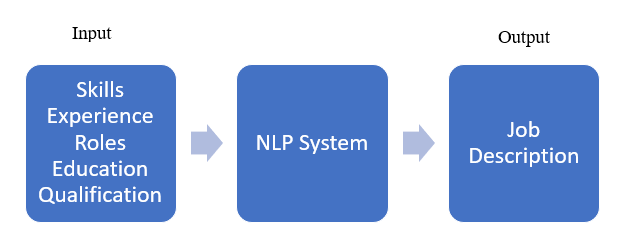 Input
Output
Skills
Experience
Roles
Education
Qualification
NLP System
Job
Description